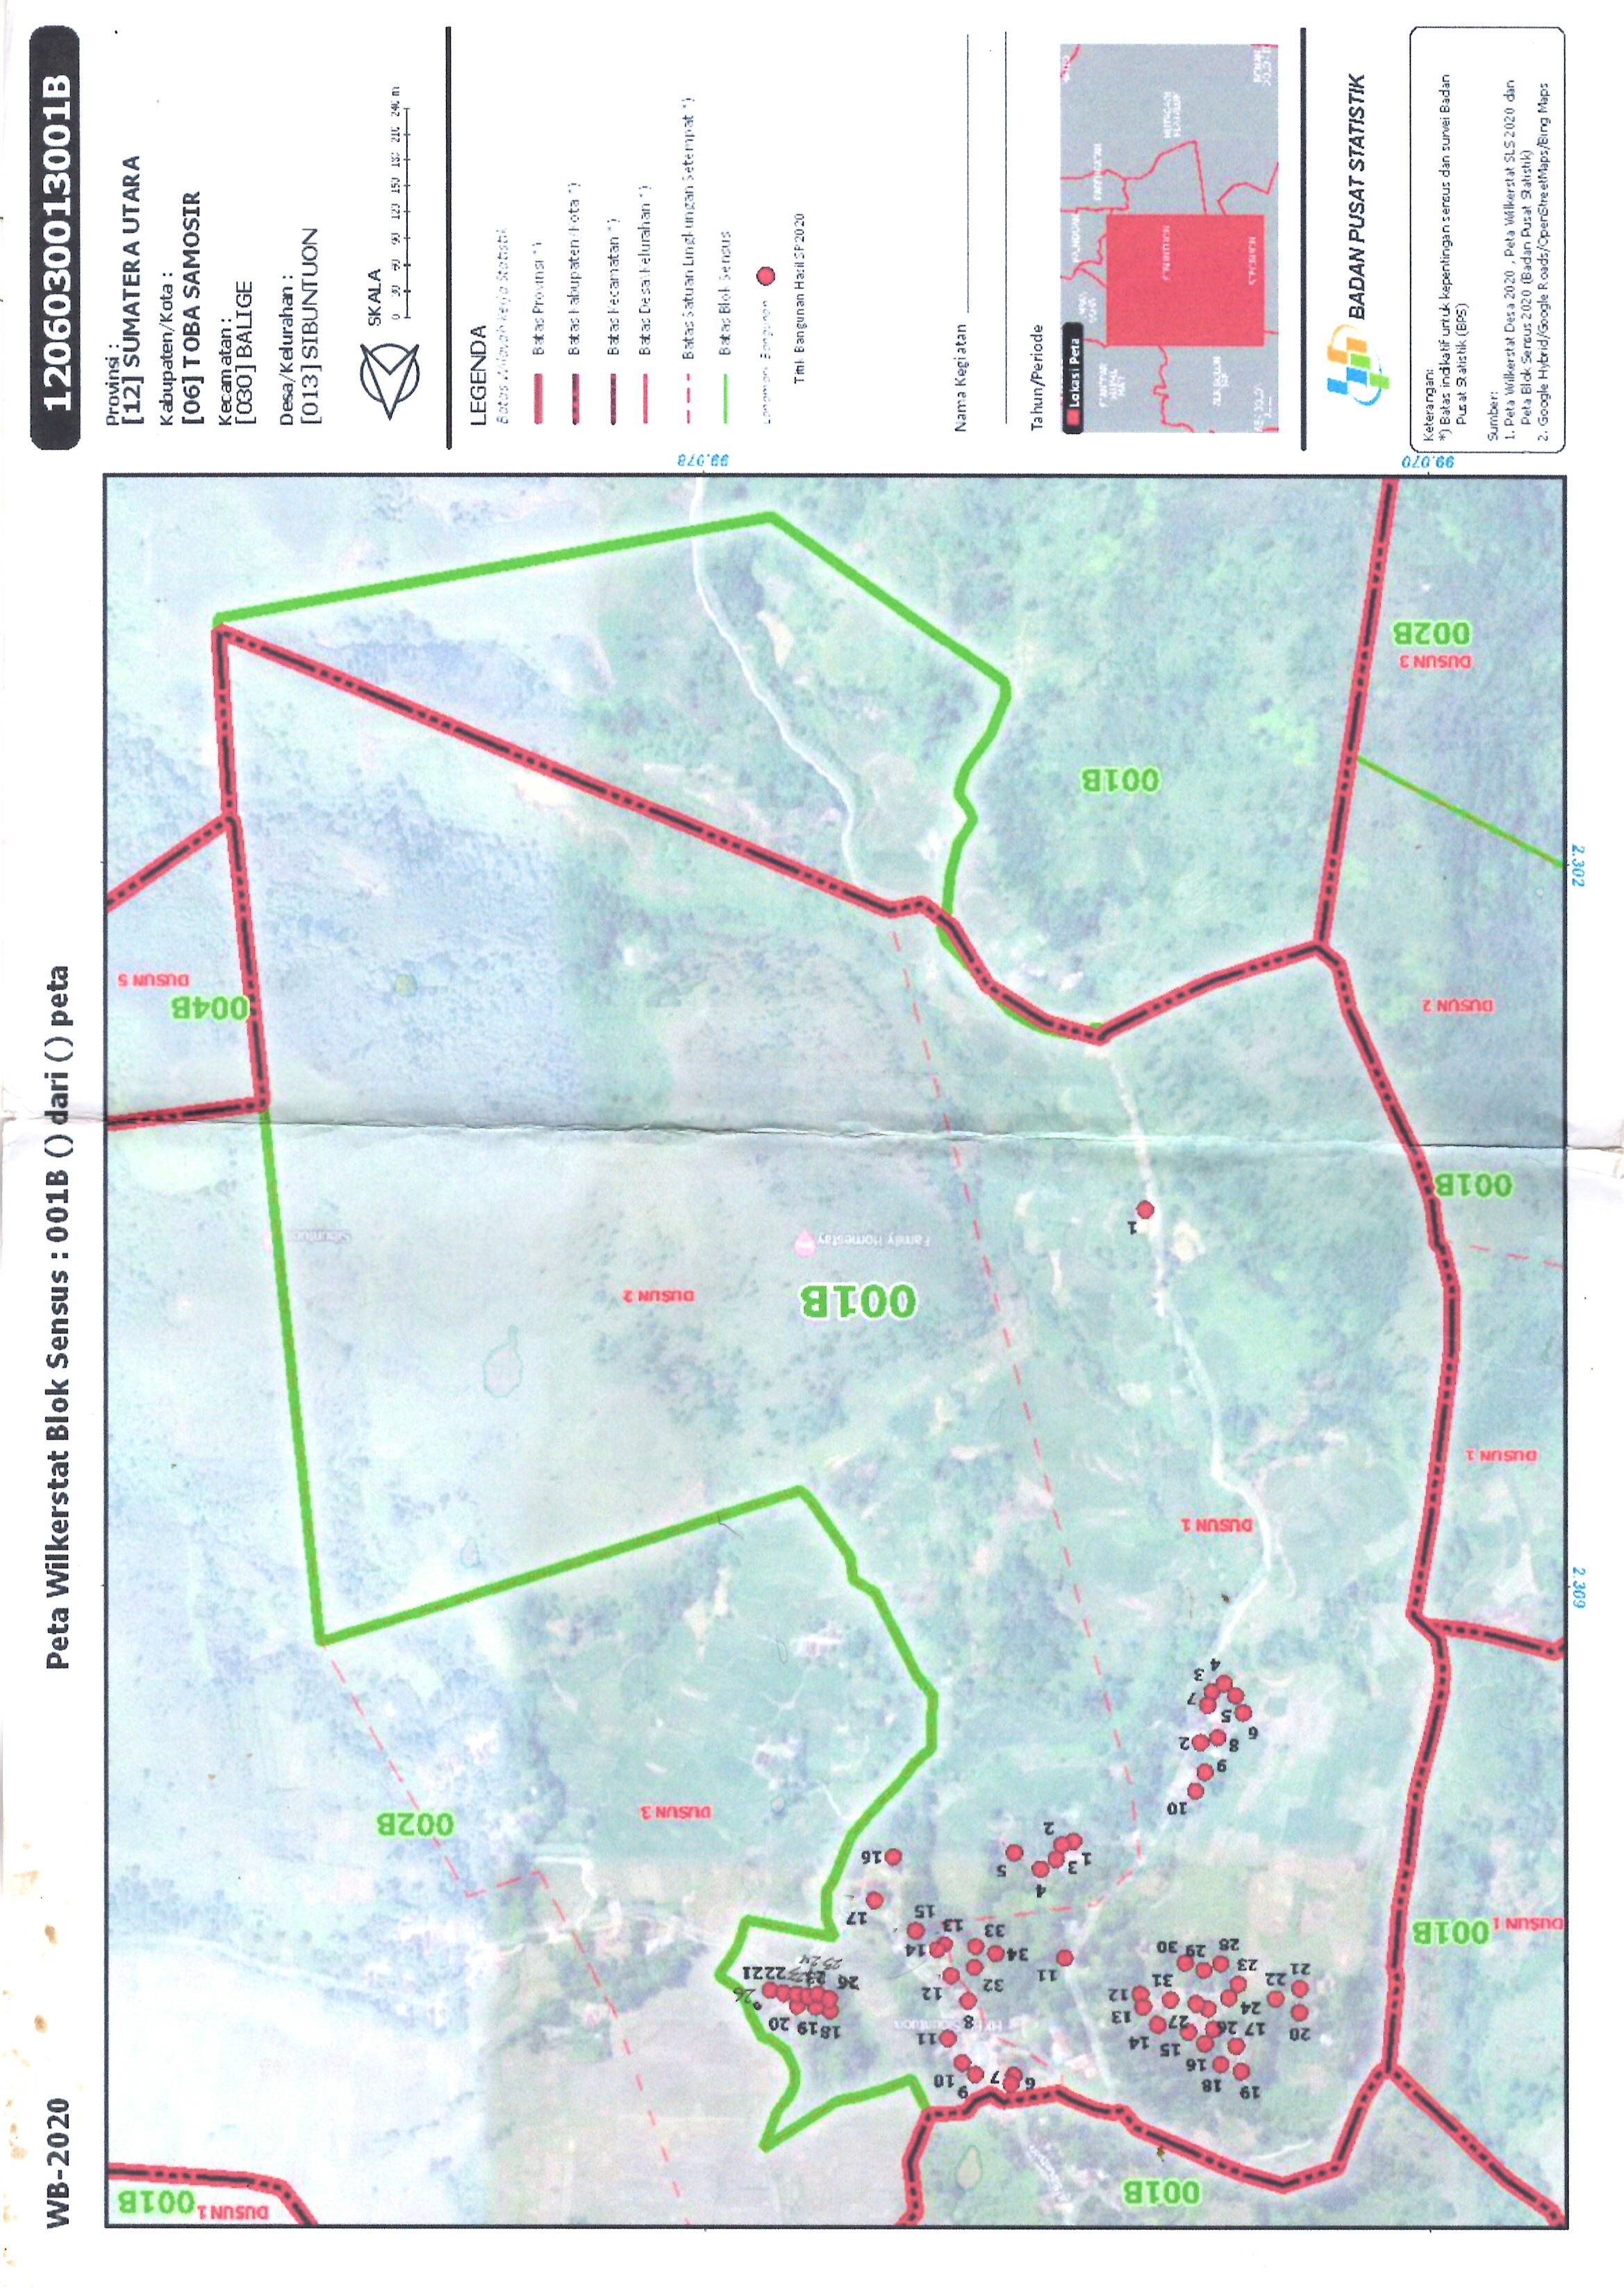 WB-2020
Peta Wilkerstat Blok Sensus : 001B () dari () peta
1206030013001B
Provinsi :
[12] SUMATERA UTARA
Kabupaten/Kota :
[06] TOBA SAMOSIR
Kecamatan :
[030] BALIGE
Desa/Kelurahan :
[013] SIBUNTUON
SKALA
0 30 60 90 120 150 180 210 240 m
LEGENDA
Batas Wilayah Kerja Statistik
Batas Provinsi *)
Batas Kabupaten/Kota *)
Batas Kecamatan *)
Batas Desa/Kelurahan *)
Batas Satuan Lingkungan Setempat *)
Batas Blok Sensus
Landmark Bangunan
Titik Bangunan Hasil SP2020
Nama Kegiatan
Tahun/Periode
Lokasi Peta
SIBUNTUON
BADAN PUSAT STATISTIK
Keterangan:
*) Batas indikatif untuk kepentingan sensus dan survei Badan
Pusat Statistik (BPS)
Sumber:
1. Peta Wilkerstat Desa 2020 , Peta Wilkerstat SLS 2020 dan
Peta Blok Sensus 2020 (Badan Pusat Statistik)
2. Google Hybrid/Google Roads/OpenStreetMaps/Bing Maps
DUSUN 1
001B
002B
004B
DUSUN 5
DUSUN 3
DUSUN 2
001B
Family Homestay
20
18 19
22 21
26
23 24
26
17
16
14
15
13
12
11
10
9
8
7
6
32
33
34
11
5
4
2
1 3
13 12
14
15
27
31
30
29
28
16
18
19
17
26
24
23
22
20
21
10
9
2
8
7
3
4
5
6
1
DUSUN 1
001B
001B
001B
DUSUN 1
DUSUN 1
001B
DUSUN 2
DUSUN 3
002B
99.078
99.070
2.309
2.302